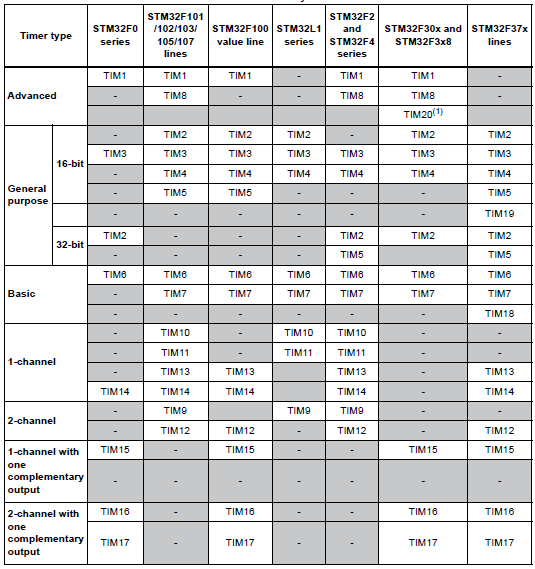 Timer type
STM32F0
series
STM32F101
/102/103/
105/107
lines
STM32F100
value line
STM32L1
series
STM32F2
and
STM32F4
series
STM32F30x and
STM32F3x8
STM32F37x
lines
Advanced
TIM1 TIM1 TIM1 - TIM1 TIM1 -
- TIM8 - - TIM8 TIM8 -
TIM20(1)
General
purpose
16-bit
- TIM2 TIM2 TIM2 - TIM2 TIM2
TIM3 TIM3 TIM3 TIM3 TIM3 TIM3 TIM3
- TIM4 TIM4 TIM4 TIM4 TIM4 TIM4
- TIM5 TIM5 - - - TIM5
- - - - - - TIM19
32-bit
TIM2 - - - TIM2 TIM2 TIM2
- - - - TIM5 TIM5
Basic
TIM6 TIM6 TIM6 TIM6 TIM6 TIM6 TIM6
- TIM7 TIM7 TIM7 TIM7 TIM7 TIM7
- - - - - - TIM18
1-channel
- TIM10 TIM10 TIM10 - -
- TIM11 TIM11 TIM11 - -
- TIM13 TIM13 TIM13 - TIM13
TIM14 TIM14 TIM14 TIM14 - TIM14
2-channel
- TIM9 TIM9 TIM9 - -
- TIM12 TIM12 - TIM12 - TIM12
1-channel with
one
complementary
output
TIM15 - TIM15 - - TIM15 TIM15
- - - - - - -
2-channel with
one
complementary
output
TIM16 - TIM16 - - TIM16 TIM16
TIM17 - TIM17 - - TIM17 TIM17